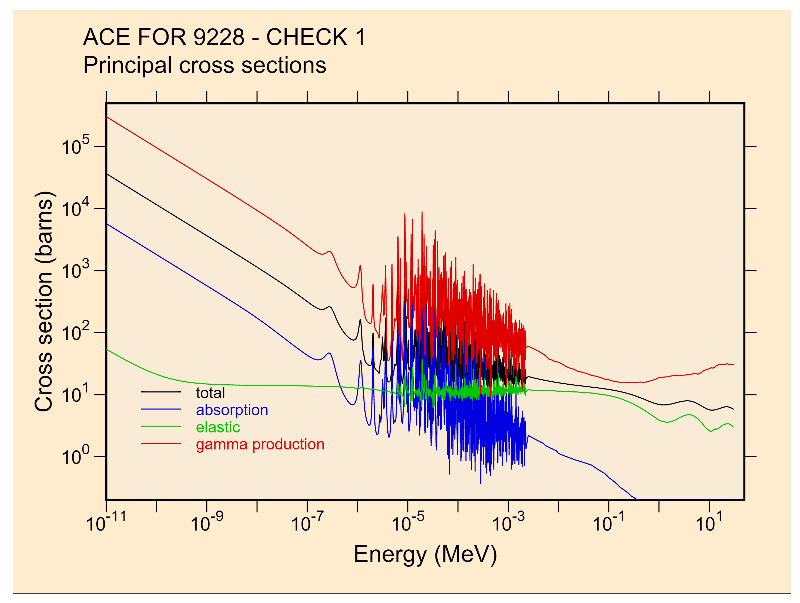 ACE FOR 9228 - CHECK 1
Principal cross sections
Cross section (barns)
10^5
10^4
10^3
10^2
10^1
10^0
total
absorption
elastic
gamma production
10^-11
10^-9
10^-7
10^-5
10^-3
10^-1
10^1
Energy (MeV)